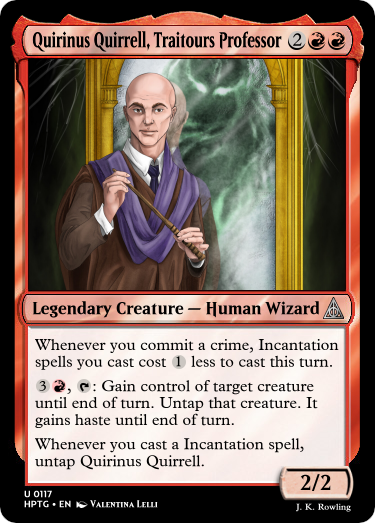 Quirinus Quirrell, Traitours Professor 2
Legendary Creature — Human Wizard
Whenever you commit a crime, Incantation
spells you cast cost 1 less to cast this turn.
3 , : Gain control of target creature
until end of turn. Untap that creature. It
gains haste until end of turn.
Whenever you cast a Incantation spell,
untap Quirinus Quirrell.
2/2
U 0117
HPTG • EN Valentina Lelli
J. K. Rowling